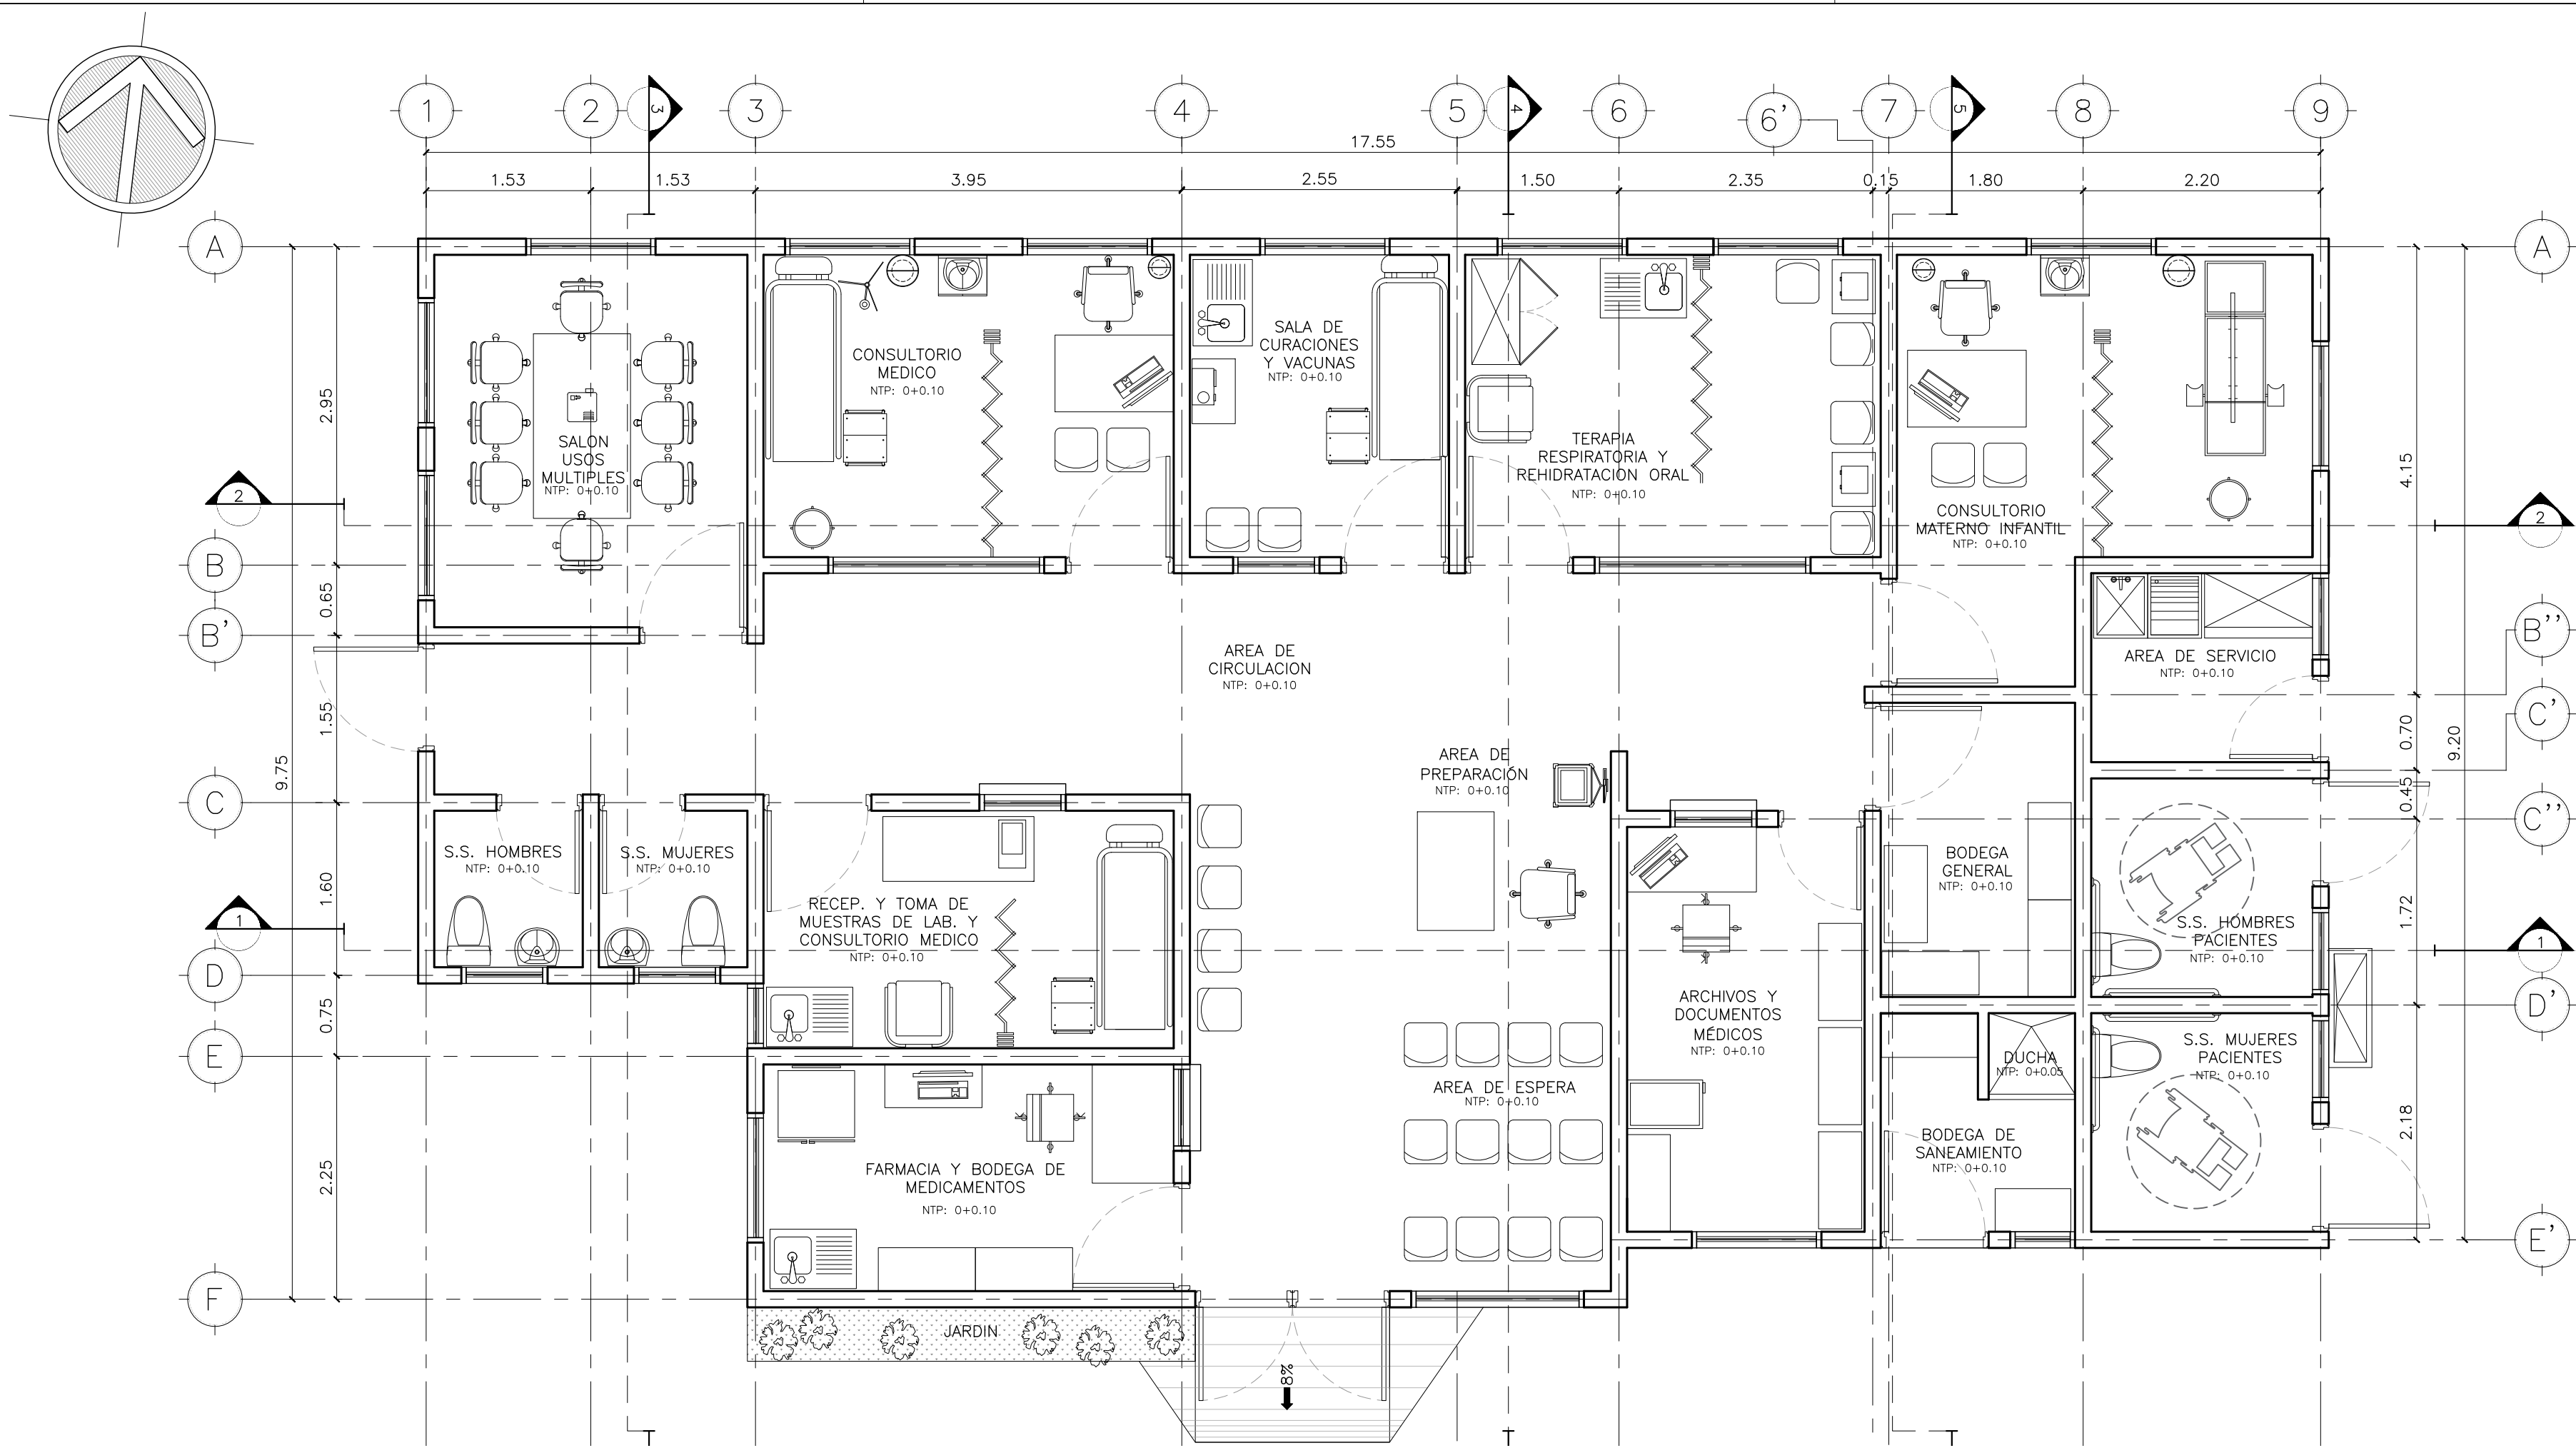 1 2 3 3 4 5 4 6 6' 7 5 8 9
17.55
1.53 1.53 3.95 2.55 1.50 2.35 0.15 1.80 2.20
A
A
SALON
USOS
MULTIPLES
NTP: 0+0.10
CONSULTORIO
MEDICO
NTP: 0+0.10
SALA DE
CURACIONES
Y VACUNAS
NTP: 0+0.10
TERAPIA
RESPIRATORIA Y
REHIDRATACION ORAL
NTP: 0+0.10
CONSULTORIO
MATERNO INFANTIL
NTP: 0+0.10
2.95
4.15
2
2
B
0.65
B'
B''
AREA DE
CIRCULACION
NTP: 0+0.10
AREA DE SERVICIO
NTP: 0+0.10
1.55
9.75
C'
0.70
9.20
0.45
C
C''
AREA DE
PREPARACIÓN
NTP: 0+0.10
S.S. HOMBRES
NTP: 0+0.10
S.S. MUJERES
NTP: 0+0.10
RECEP. Y TOMA DE
MUESTRAS DE LAB. Y
CONSULTORIO MEDICO
NTP: 0+0.10
BODEGA
GENERAL
NTP: 0+0.10
S.S. HOMBRES
PACIENTES
NTP: 0+0.10
1.60
1.72
1
1
D
D'
0.75
ARCHIVOS Y
DOCUMENTOS
MÉDICOS
NTP: 0+0.10
DUCHA
NTP: 0+0.05
S.S. MUJERES
PACIENTES
NTP: 0+0.10
E
AREA DE ESPERA
NTP: 0+0.10
2.25
2.18
FARMACIA Y BODEGA DE
MEDICAMENTOS
NTP: 0+0.10
BODEGA DE
SANEAMIENTO
NTP: 0+0.10
E'
F
JARDIN
8%